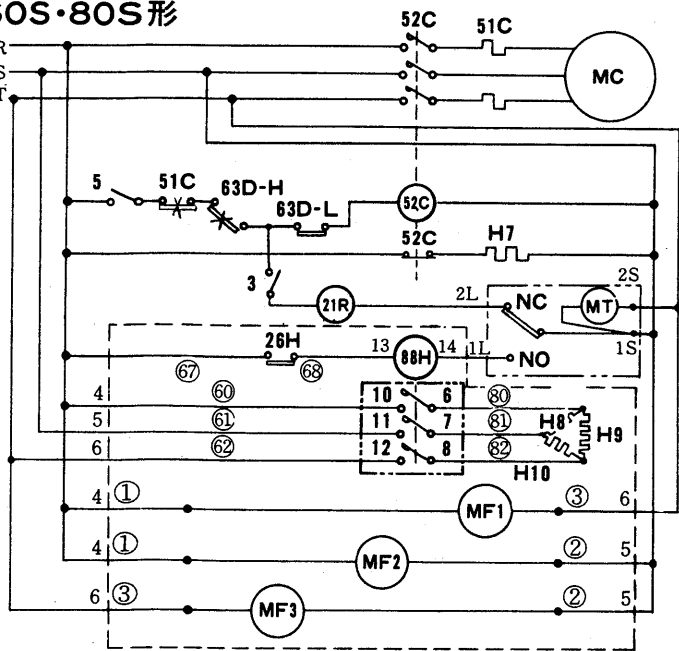 60S·80S形
52C
51C
R
S
T
MC
5
51C
63D-H
63D-L
52C
52C
H7
3
21R
2L
NC
MT
2S
1S
26H
13
88H
14
1L
NO
67
68
4
60
10
6
80
5
61
11
7
81
H8
H9
6
62
12
8
82
H10
4
①
MF1
③
6
4
①
MF2
②
5
6
③
MF3
②
5